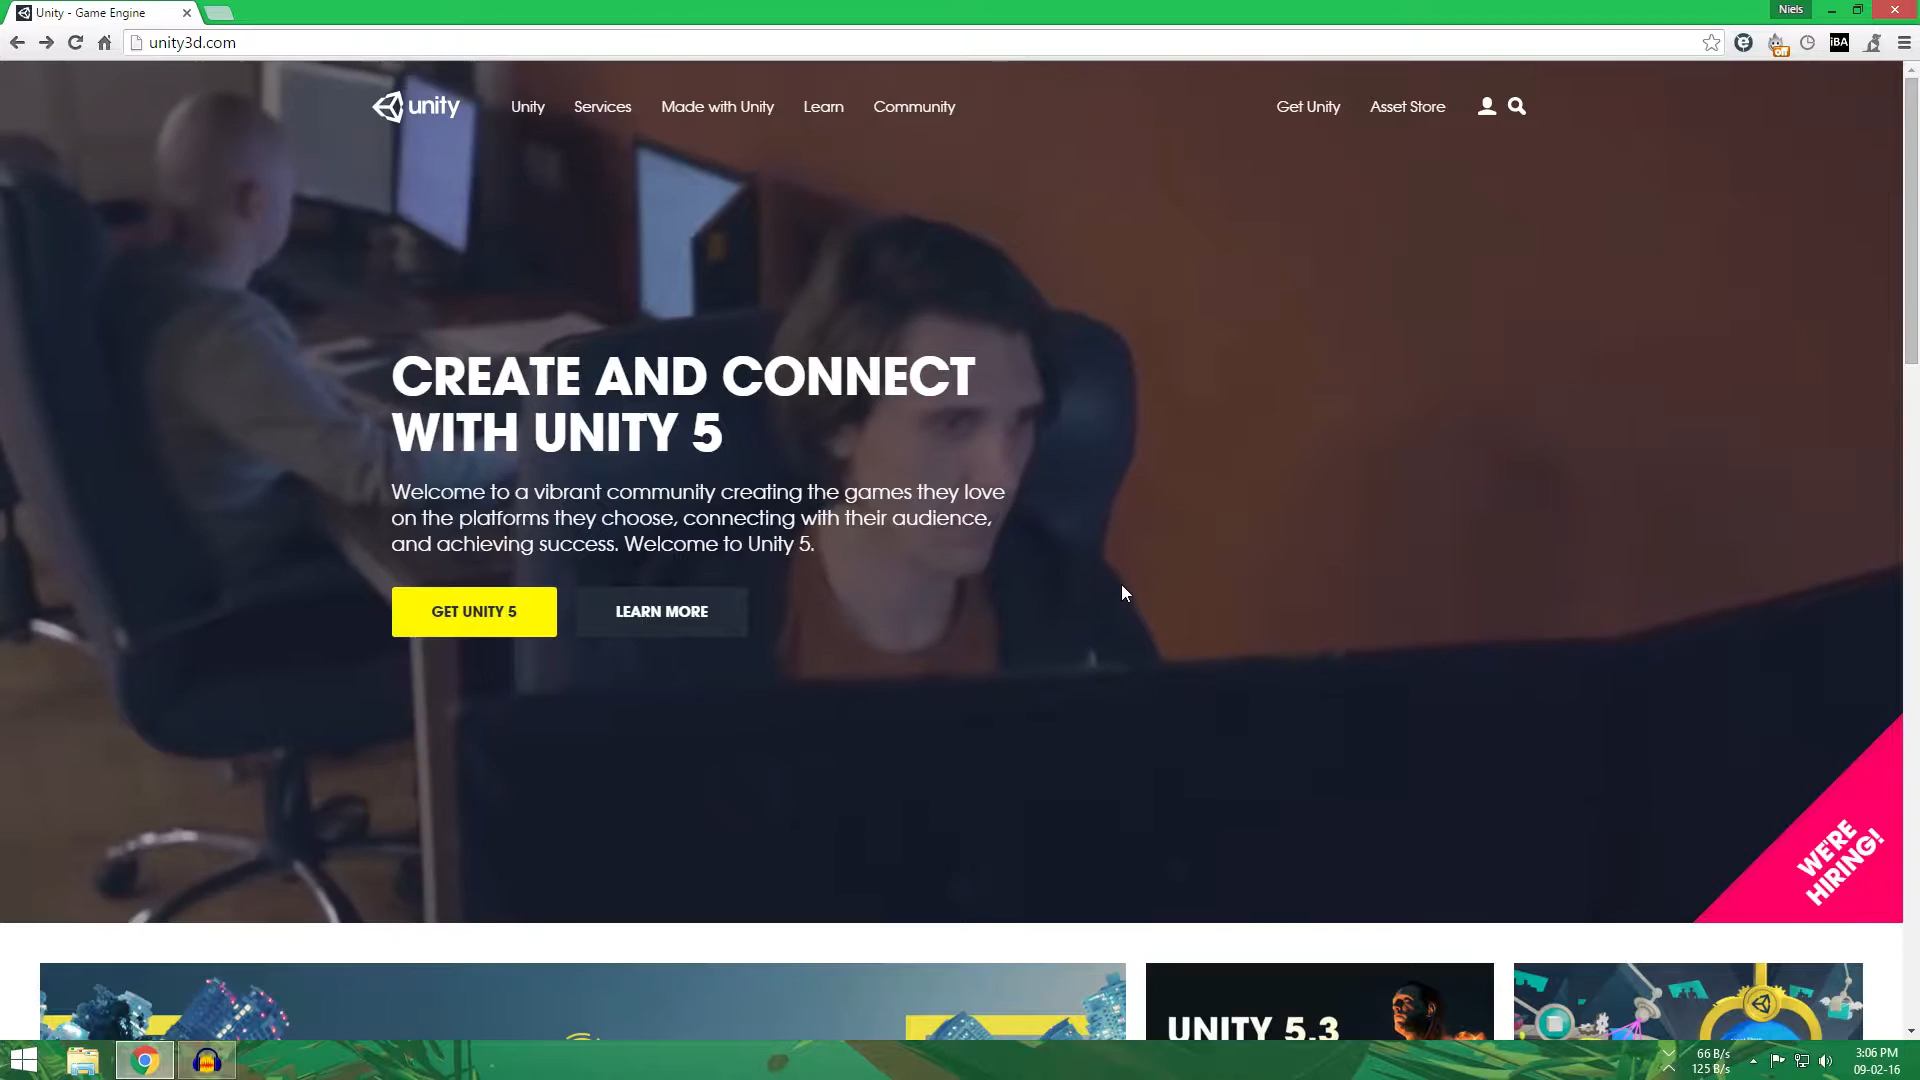 Unity - Game Engine
Niels
unity3d.com
off
iBA
unity
Unity
Services
Made with Unity
Learn
Community
Get Unity
Asset Store
CREATE AND CONNECT
WITH UNITY 5
Welcome to a vibrant community creating the games they love
on the platforms they choose, connecting with their audience,
and achieving success. Welcome to Unity 5.
GET UNITY 5
LEARN MORE
WE'RE
HIRING!
UNITY 5.3
66 B/s
125 B/s
3:06 PM
09-02-16